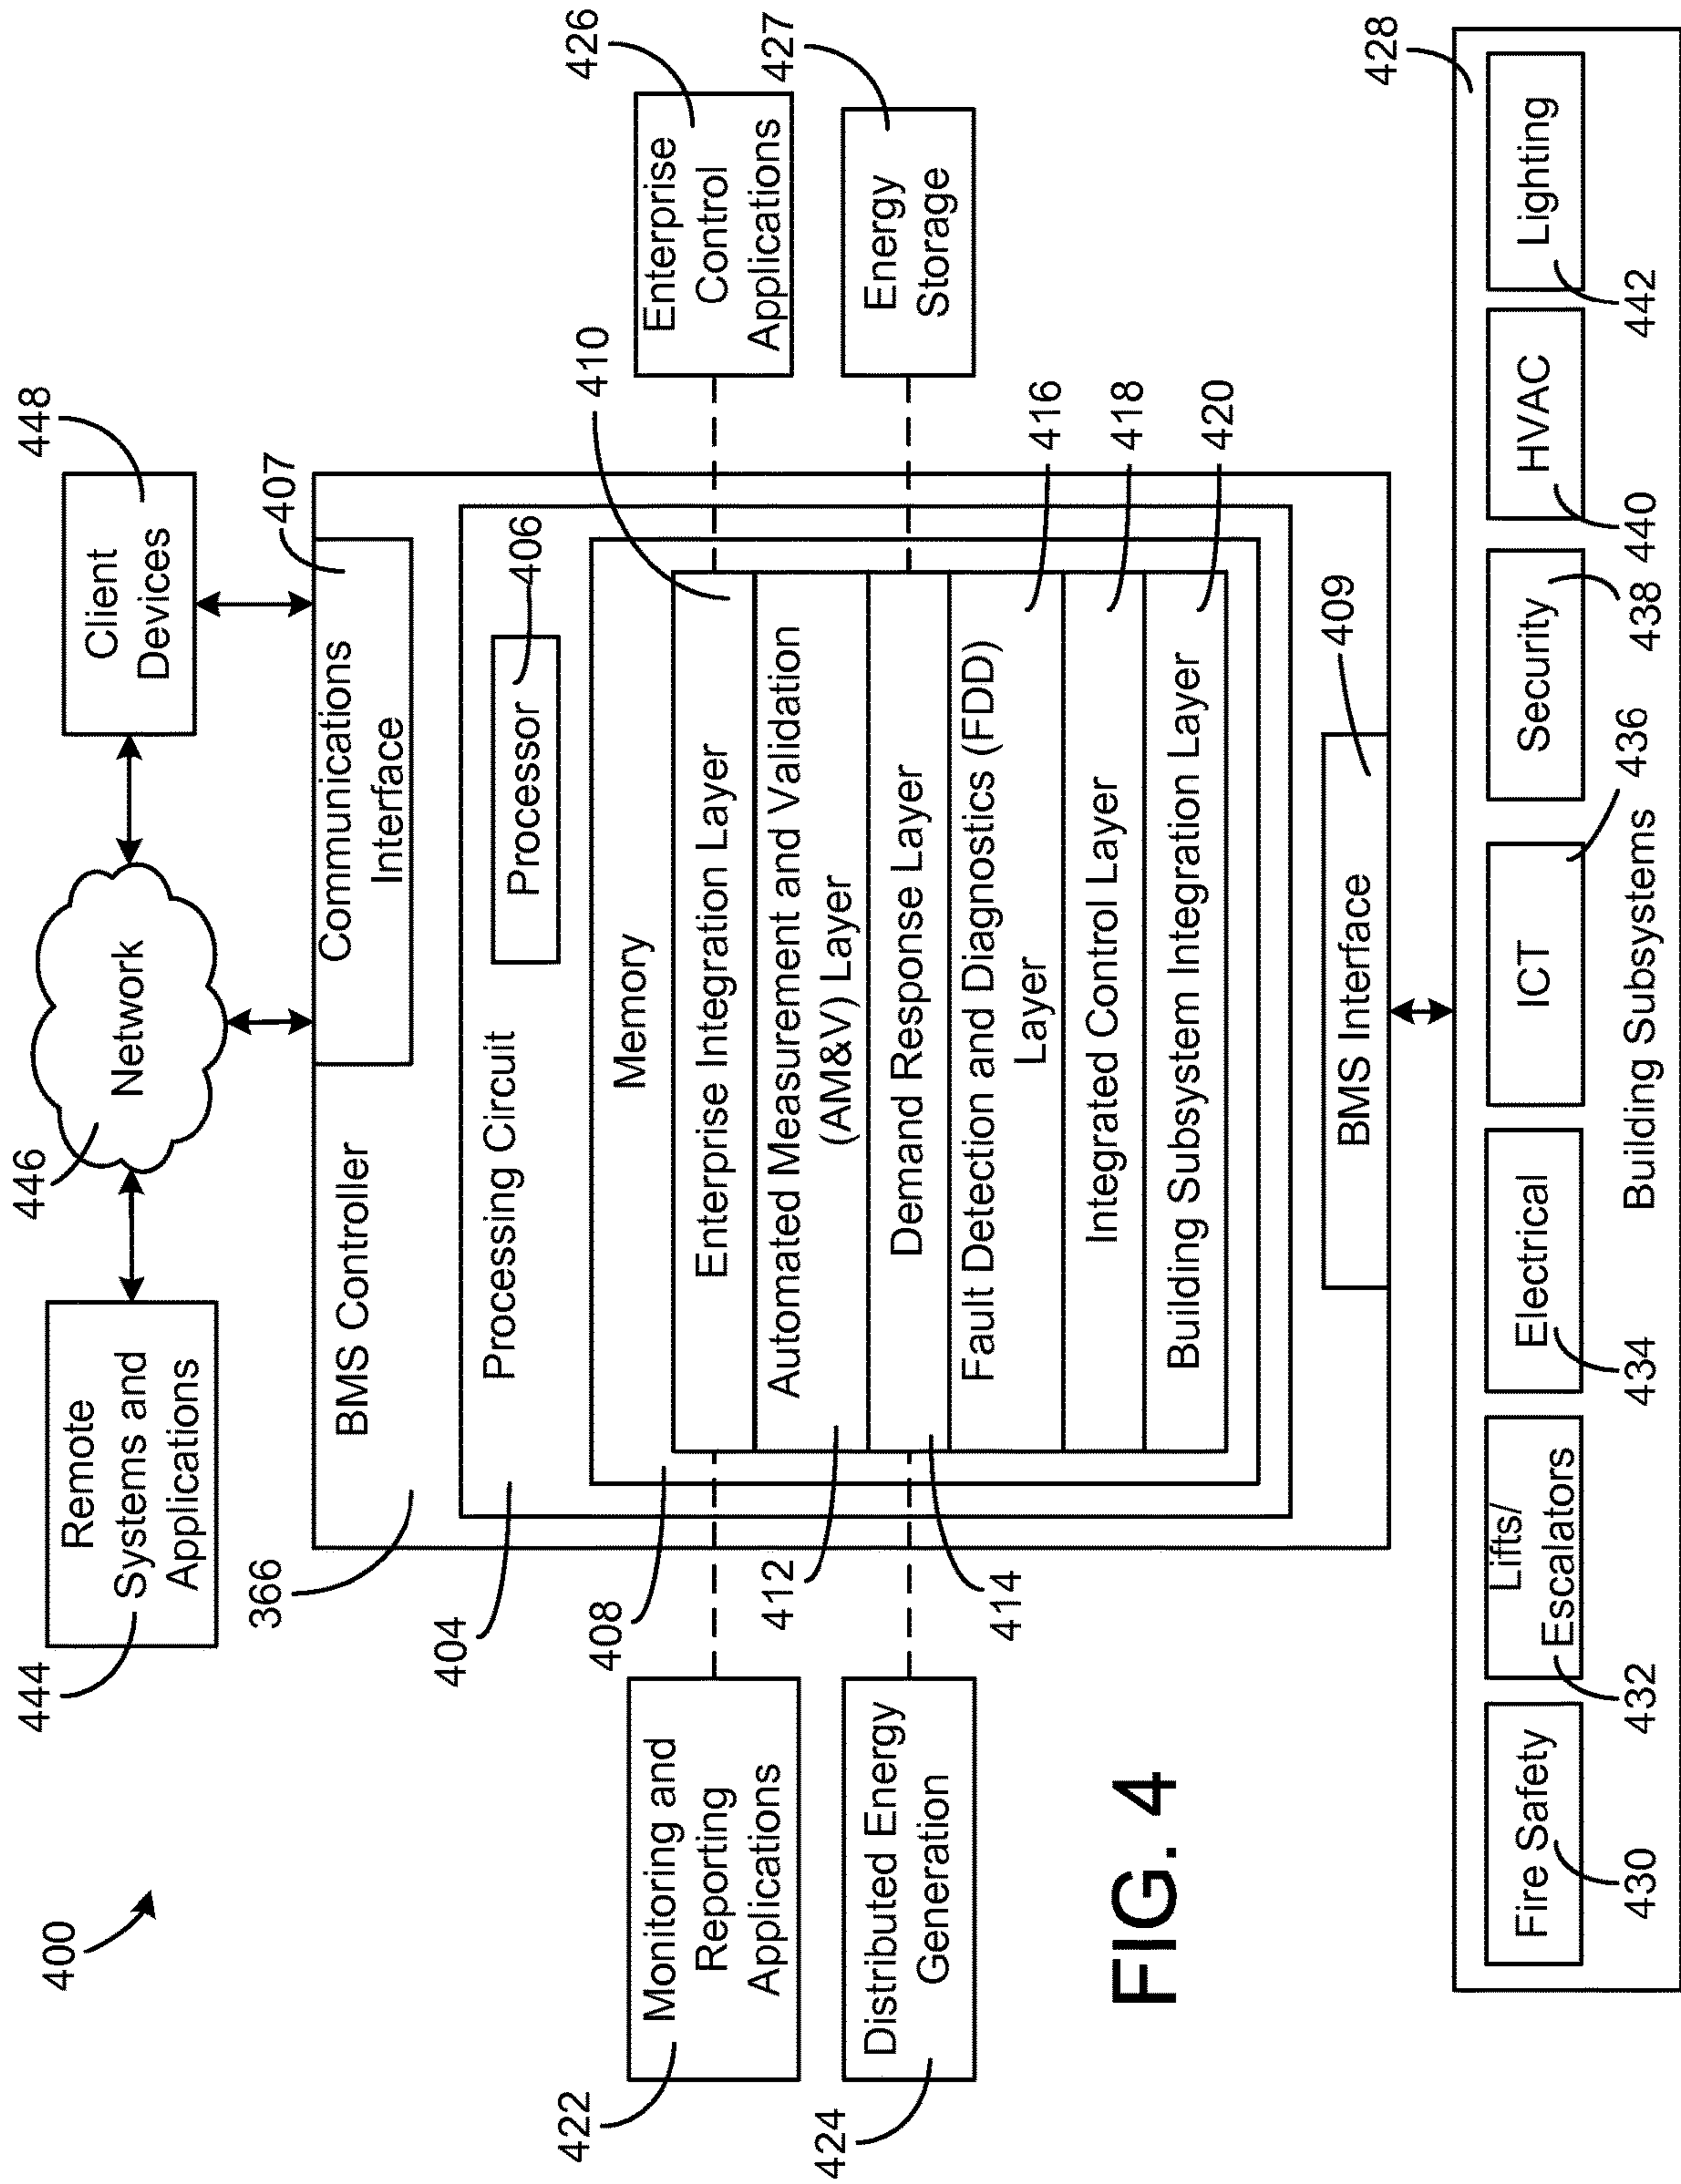 400
444
Remote
Systems and
Applications
446
Network
448
Client
Devices
366
BMS Controller
407
Communications
Interface
404
Processing Circuit
Processor
406
408
Memory
410
Enterprise Integration Layer
Automated Measurement and Validation
(AM&V) Layer
412
Demand Response Layer
414
Fault Detection and Diagnostics (FDD)
Layer
416
Integrated Control Layer
418
Building Subsystem Integration Layer
420
BMS Interface
409
422
Monitoring and
Reporting
Applications
424
Distributed Energy
Generation
426
Enterprise
Control
Applications
427
Energy
Storage
428
Fire Safety
430
Lifts/
Escalators
432
Electrical
434
ICT
436
Security
438
HVAC
440
Lighting
442
Building Subsystems
FIG. 4